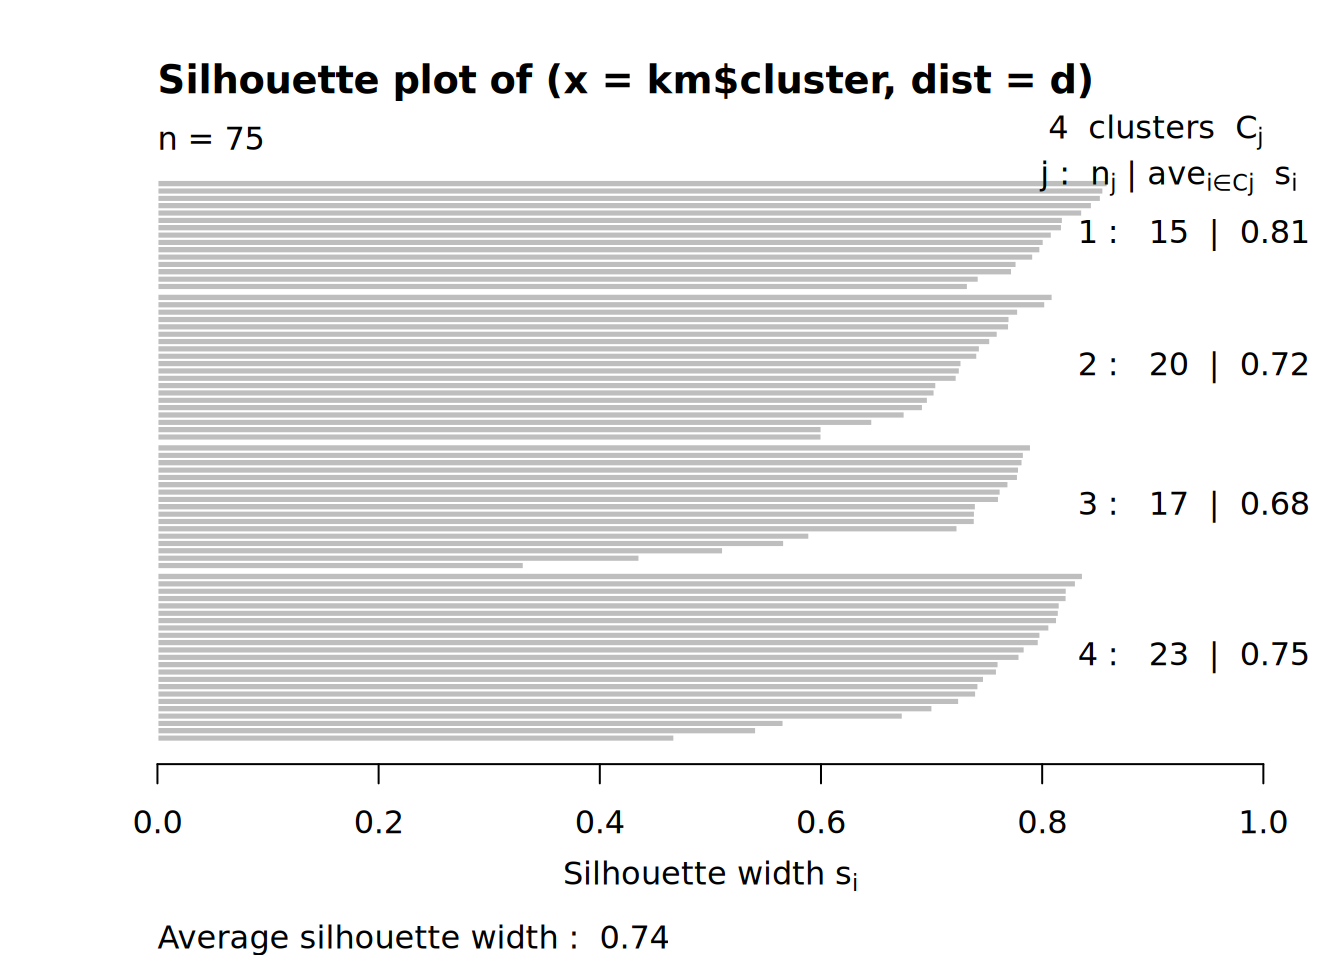 Silhouette plot of (x = km$cluster, dist = d)
n = 75
4 clusters Cj
j : nj | avei∈Cj si
1 : 15 | 0.81
2 : 20 | 0.72
3 : 17 | 0.68
4 : 23 | 0.75
0.0 0.2 0.4 0.6 0.8 1.0
Silhouette width si
Average silhouette width : 0.74